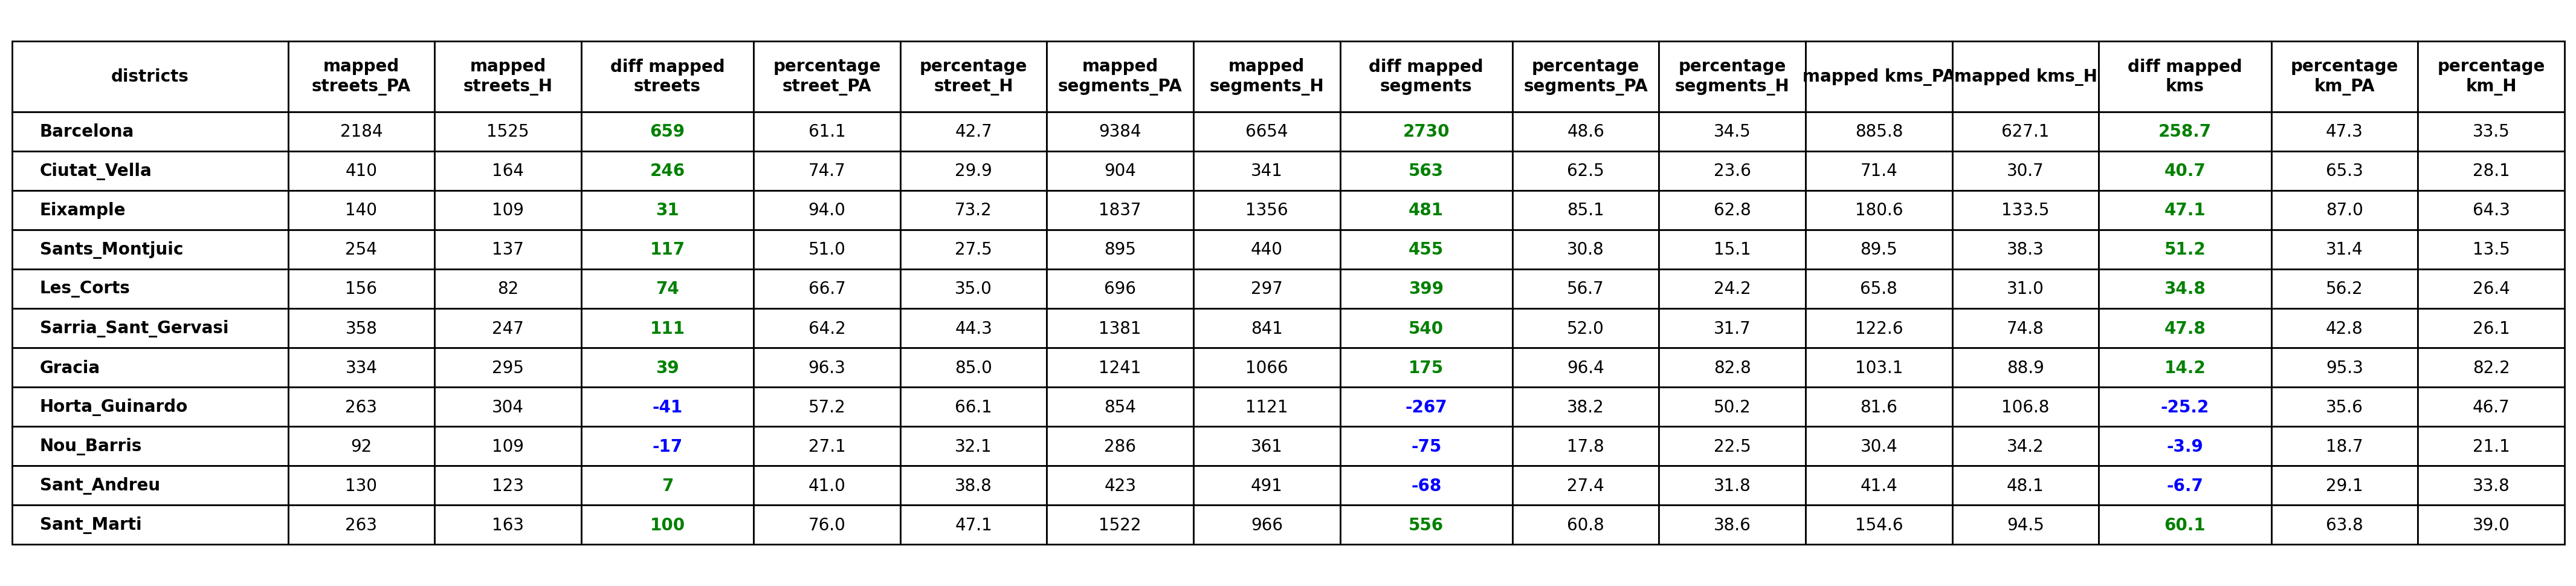 districts mapped streets_PA mapped streets_H diff mapped streets percentage street_PA percentage street_H mapped segments_PA mapped segments_H diff mapped segments percentage segments_PA percentage segments_H mapped kms_PA mapped kms_H diff mapped kms percentage km_PA percentage km_H
Barcelona 2184 1525 659 61.1 42.7 9384 6654 2730 48.6 34.5 885.8 627.1 258.7 47.3 33.5
Ciutat_Vella 410 164 246 74.7 29.9 904 341 563 62.5 23.6 71.4 30.7 40.7 65.3 28.1
Eixample 140 109 31 94.0 73.2 1837 1356 481 85.1 62.8 180.6 133.5 47.1 87.0 64.3
Sants_Montjuic 254 137 117 51.0 27.5 895 440 455 30.8 15.1 89.5 38.3 51.2 31.4 13.5
Les_Corts 156 82 74 66.7 35.0 696 297 399 56.7 24.2 65.8 31.0 34.8 56.2 26.4
Sarria_Sant_Gervasi 358 247 111 64.2 44.3 1381 841 540 52.0 31.7 122.6 74.8 47.8 42.8 26.1
Gracia 334 295 39 96.3 85.0 1241 1066 175 96.4 82.8 103.1 88.9 14.2 95.3 82.2
Horta_Guinardo 263 304 -41 57.2 66.1 854 1121 -267 38.2 50.2 81.6 106.8 -25.2 35.6 46.7
Nou_Barris 92 109 -17 27.1 32.1 286 361 -75 17.8 22.5 30.4 34.2 -3.9 18.7 21.1
Sant_Andreu 130 123 7 41.0 38.8 423 491 -68 27.4 31.8 41.4 48.1 -6.7 29.1 33.8
Sant_Marti 263 163 100 76.0 47.1 1522 966 556 60.8 38.6 154.6 94.5 60.1 63.8 39.0